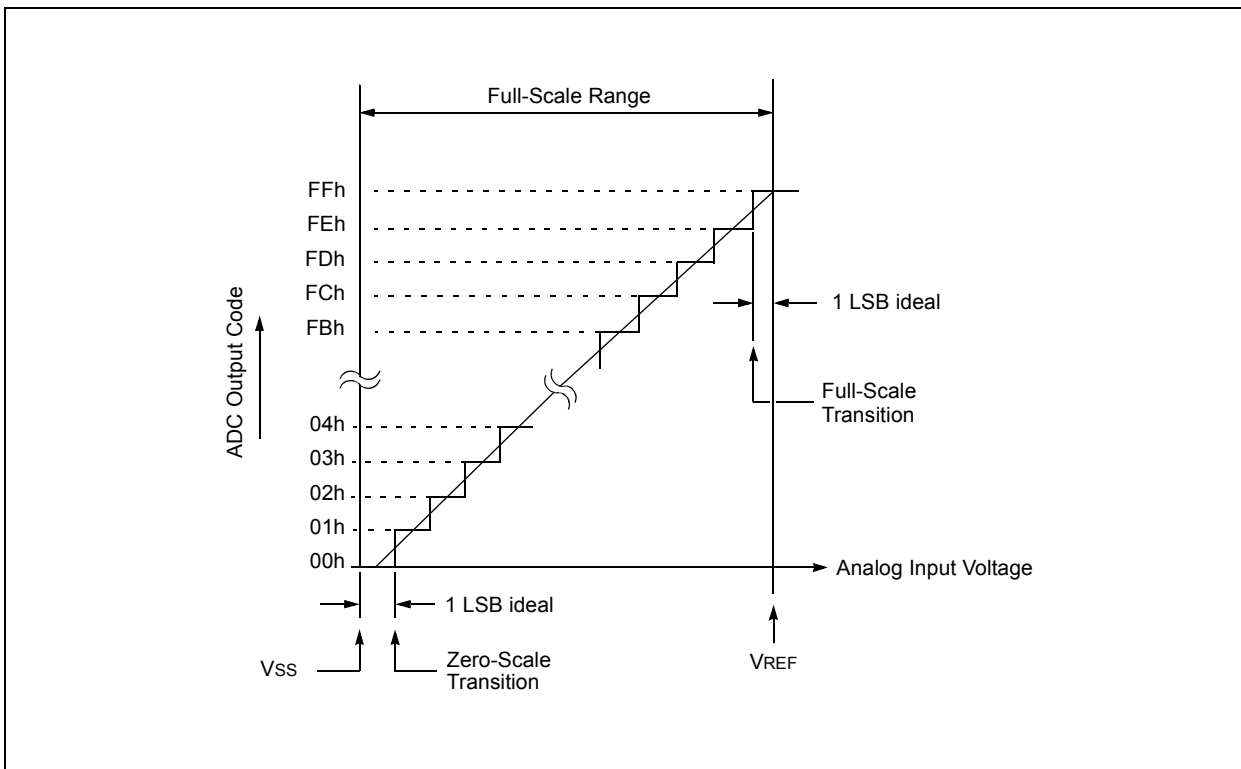 Full-Scale Range
FFh
FEh
FDh
FCh
FBh
04h
03h
02h
01h
00h
ADC Output Code
1 LSB ideal
Full-Scale
Transition
Analog Input Voltage
1 LSB ideal
VSS
Zero-Scale
Transition
VREF